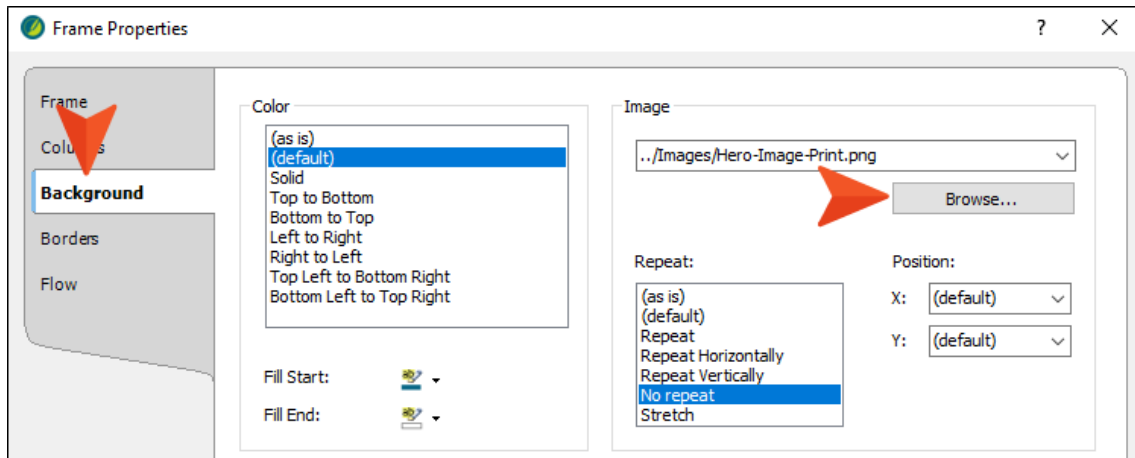 Frame Properties
?
Frame
Columns
Background
Borders
Flow
Color
(as is)
(default)
Solid
Top to Bottom
Bottom to Top
Left to Right
Right to Left
Top Left to Bottom Right
Bottom Left to Top Right
Fill Start:
Fill End:
Image
../Images/Hero-Image-Print.png
Browse...
Repeat:
(as is)
(default)
Repeat
Repeat Horizontally
Repeat Vertically
No repeat
Stretch
Position:
X: (default)
Y: (default)